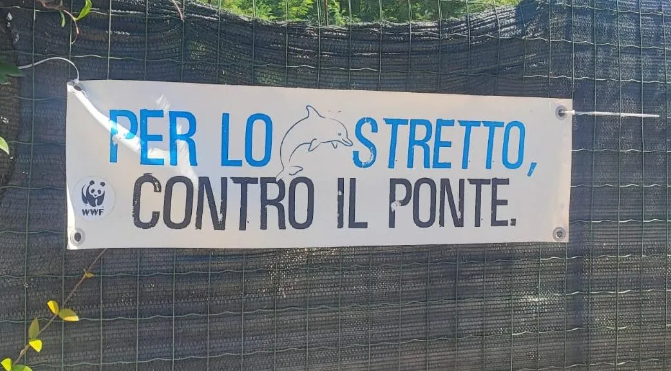 PER LO STRETTO,
CONTRO IL PONTE.
WWF